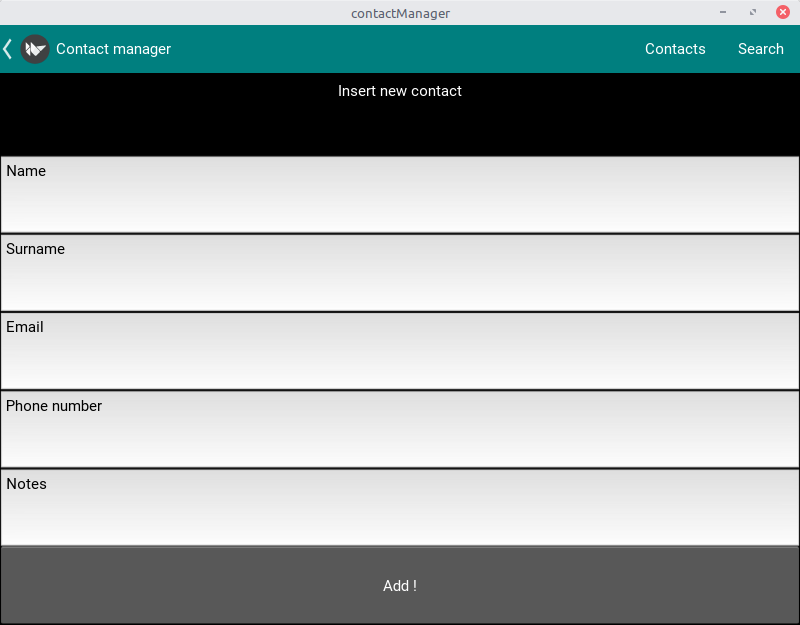 contactManager
Contact manager
Contacts
Search
Insert new contact
Name
Surname
Email
Phone number
Notes
Add !